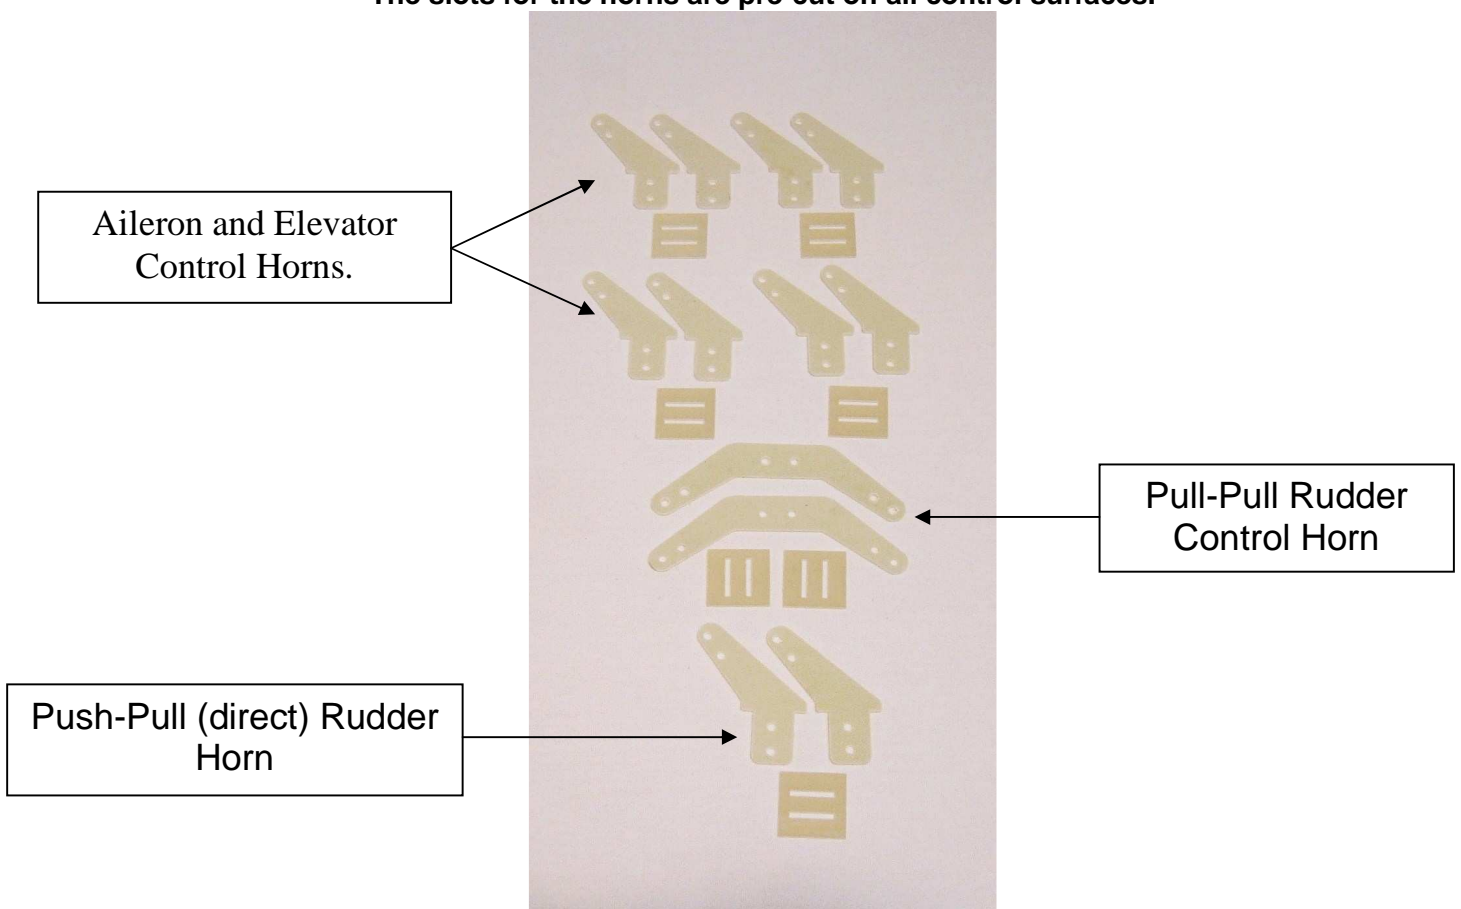 The slots for the horns are pre-cut on all control surfaces.
Aileron and Elevator
Control Horns.
Pull-Pull Rudder
Control Horn
Push-Pull (direct) Rudder
Horn